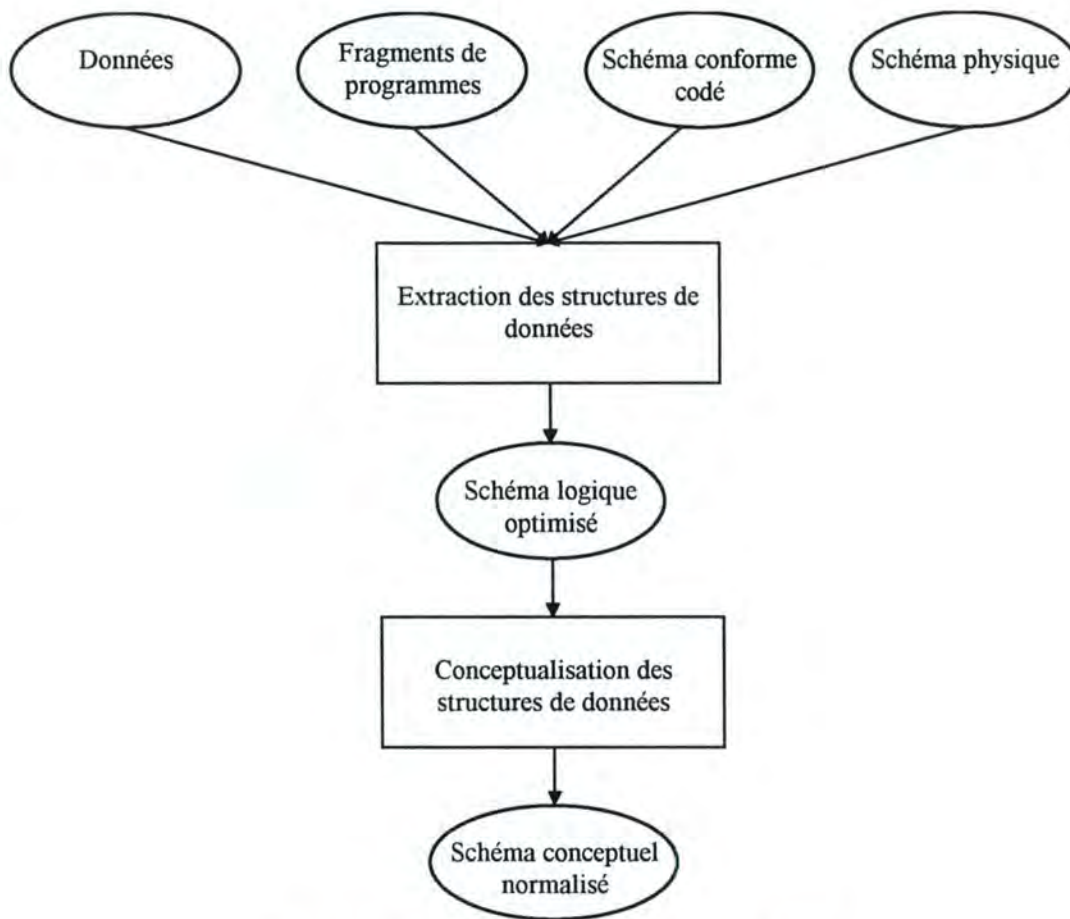 Données
Fragments de
programmes
Schéma conforme
codé
Schéma physique
Extraction des structures de
données
Schéma logique
optimisé
Conceptualisation des
structures de données
Schéma conceptuel
normalisé